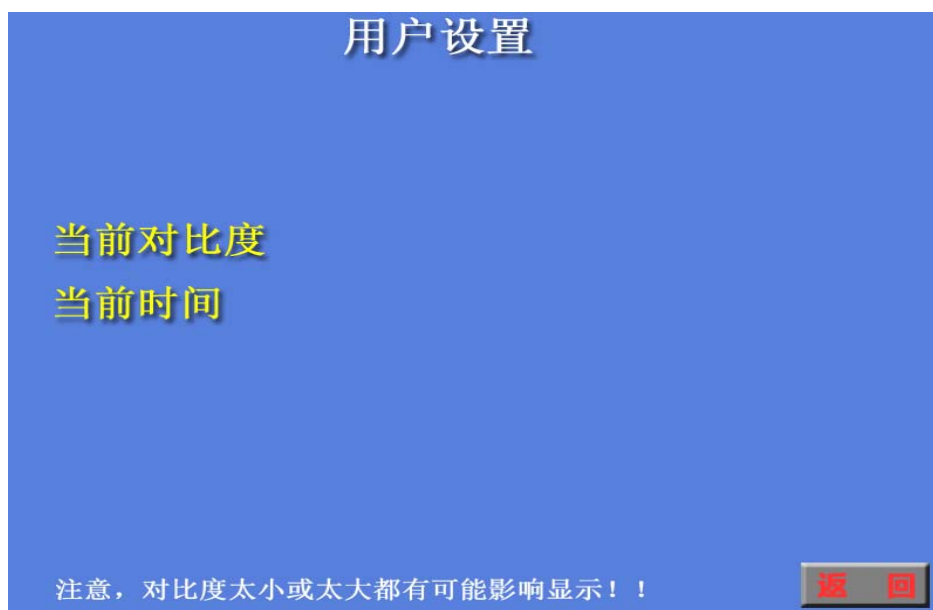 用户设置
当前对比度
当前时间
注意，对比度太小或太大都有可能影响显示！！
返 回